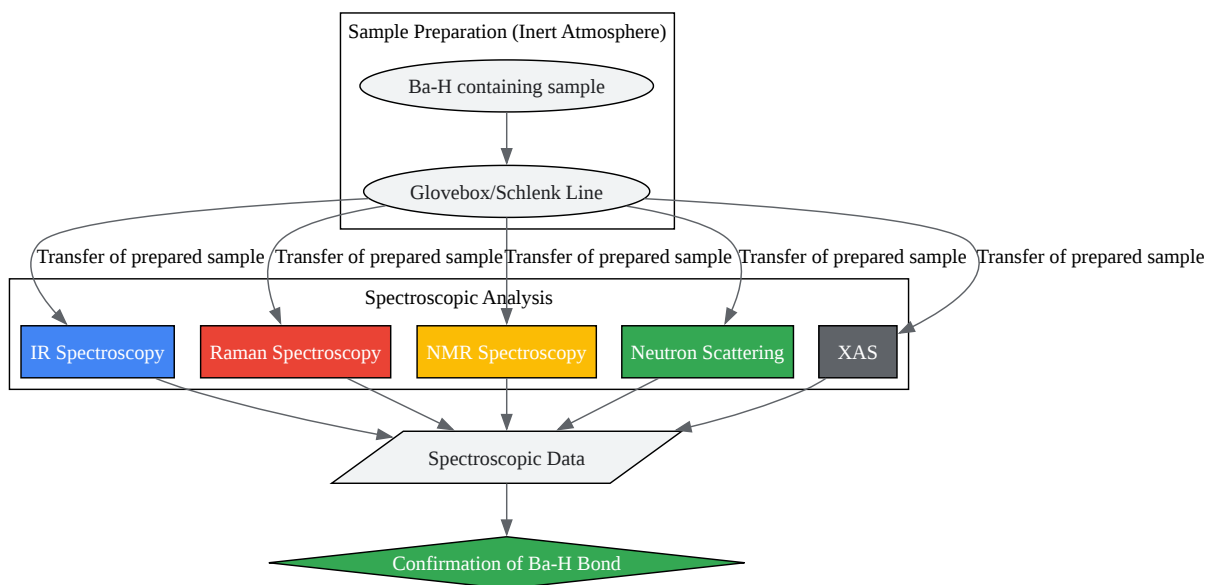 Sample Preparation (Inert Atmosphere)
Ba-H containing sample
Glovebox/Schlenk Line
Transfer of prepared sample
Transfer of prepared sample
Transfer of prepared sample
Transfer of prepared sample
Transfer of prepared sample
Spectroscopic Analysis
IR Spectroscopy
Raman Spectroscopy
NMR Spectroscopy
Neutron Scattering
XAS
Spectroscopic Data
Confirmation of Ba-H Bond